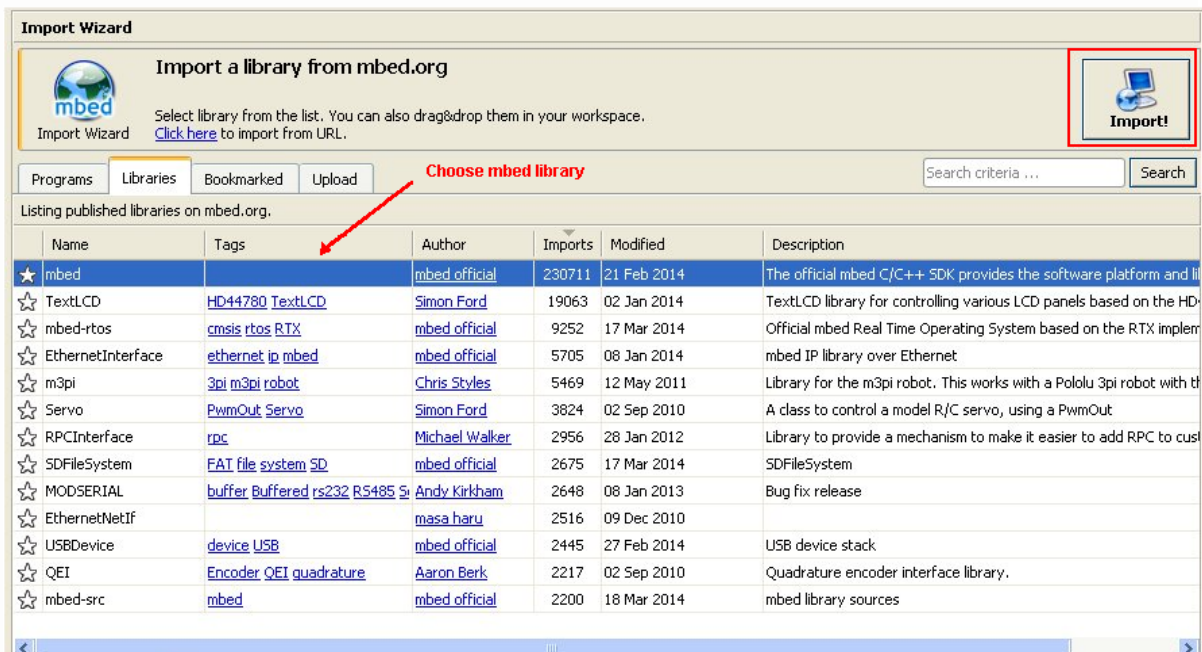 Import Wizard
Import a library from mbed.org
mbed
Import Wizard
Select library from the list. You can also drag&drop them in your workspace.
Click here to import from URL.
Import!
Programs Libraries Bookmarked Upload Choose mbed library Search criteria ... Search
Listing published libraries on mbed.org.
Name Tags Author Imports Modified Description
mbed mbed official 230711 21 Feb 2014 The official mbed C/C++ SDK provides the software platform and
TextLCD HD44780 TextLCD Simon Ford 19063 02 Jan 2014 TextLCD library for controlling various LCD panels based on the HD
mbed-rtos cmsis rtos RTX mbed official 9252 17 Mar 2014 Official mbed Real Time Operating System based on the RTX implem
EthernetInterface ethernet ip mbed mbed official 5705 08 Jan 2014 mbed IP library over Ethernet
m3pi 3pi m3pi robot Chris Styles 5469 12 May 2011 Library for the m3pi robot. This works with a Pololu 3pi robot with
Servo PwmOut Servo Simon Ford 3824 02 Sep 2010 A class to control a model R/C servo, using a PwmOut
RPCInterface rpc Michael Walker 2956 28 Jan 2012 Library to provide a mechanism to make it easier to add RPC to
SDFileSystem FAT file system SD mbed official 2675 17 Mar 2014 SDFileSystem
MODSERIAL buffer Buffered rs232 RS485 Andy Kirkham 2648 08 Jan 2013 Bug fix release
EthernetNetIf masa haru 2516 09 Dec 2010
USBDevice device USB mbed official 2445 27 Feb 2014 USB device stack
QEI Encoder QEI quadrature Aaron Berk 2217 02 Sep 2010 Quadrature encoder interface library.
mbed-src mbed mbed official 2200 18 Mar 2014 mbed library sources